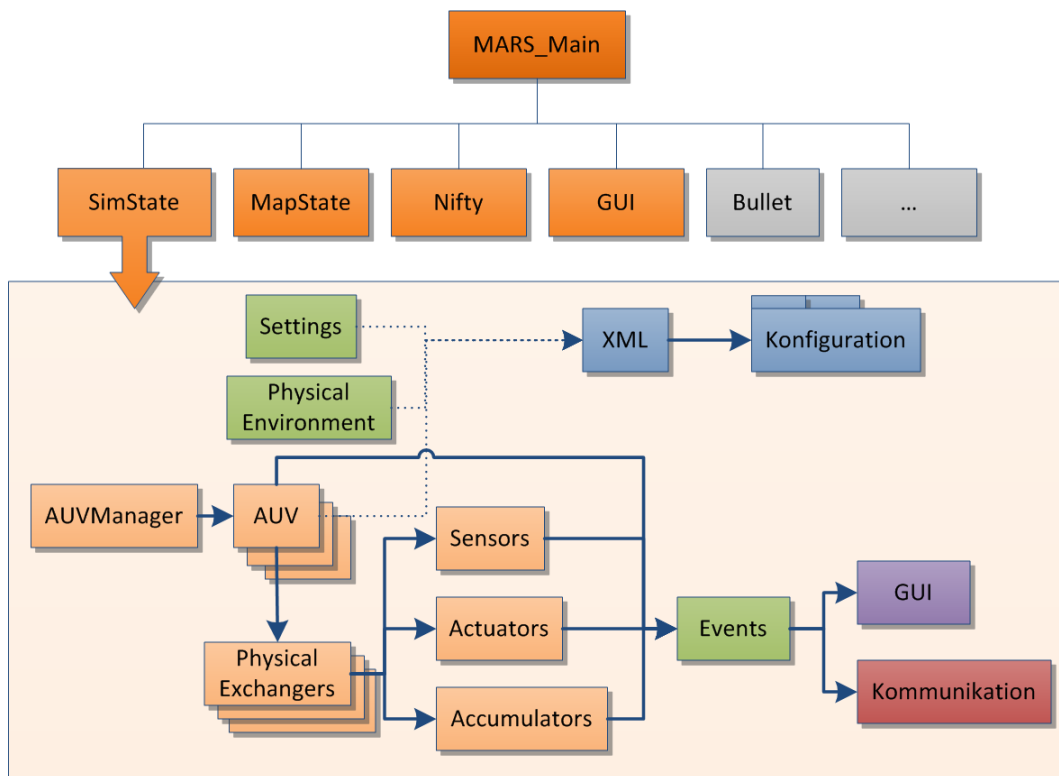 MARS_Main
SimState
MapState
Nifty
GUI
Bullet
...
Settings
XML
Konfiguration
Physical
Environment
AUVManager
AUV
Sensors
Actuators
Events
GUI
Physical
Exchangers
Accumulators
Kommunikation